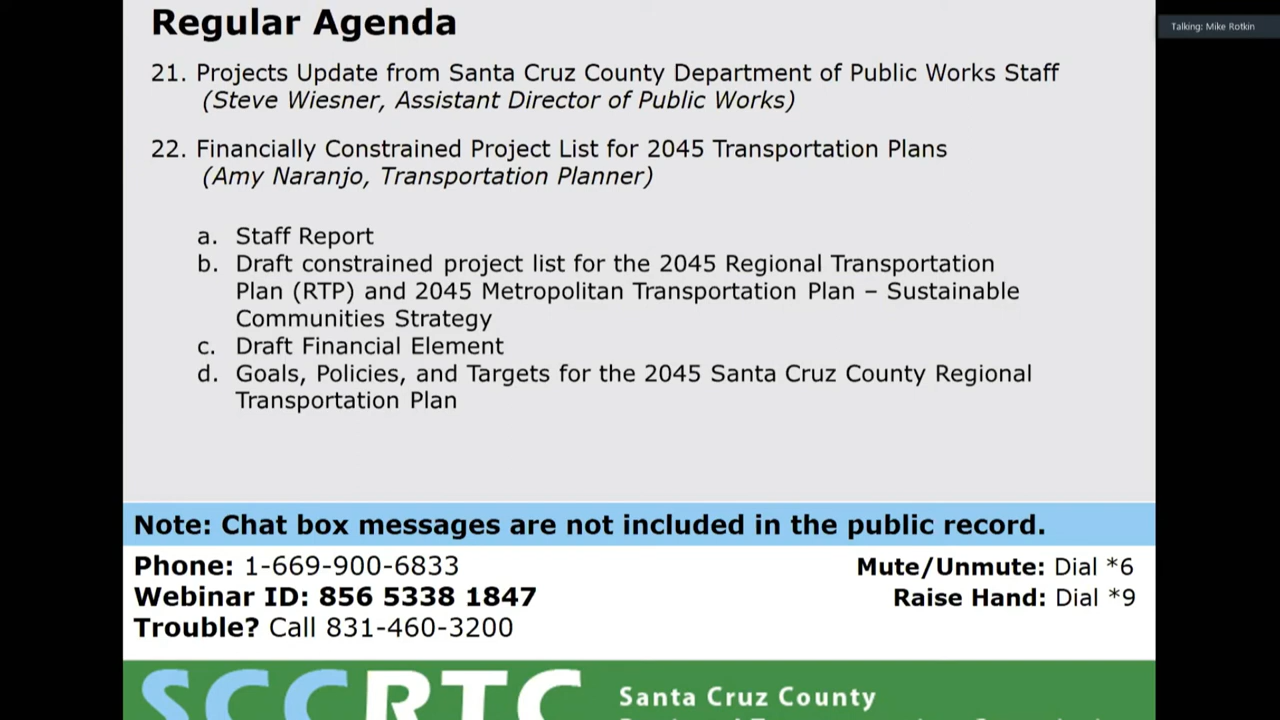 Regular Agenda
Talking: Mike Rotkin
21. Projects Update from Santa Cruz County Department of Public Works Staff
(Steve Wiesner, Assistant Director of Public Works)
22. Financially Constrained Project List for 2045 Transportation Plans
(Amy Naranjo, Transportation Planner)
a. Staff Report
b. Draft constrained project list for the 2045 Regional Transportation
Plan (RTP) and 2045 Metropolitan Transportation Plan – Sustainable
Communities Strategy
c. Draft Financial Element
d. Goals, Policies, and Targets for the 2045 Santa Cruz County Regional
Transportation Plan
Note: Chat box messages are not included in the public record.
Phone: 1-669-900-6833
Mute/Unmute: Dial *6
Webinar ID: 856 5338 1847
Raise Hand: Dial *9
Trouble? Call 831-460-3200
SCCRTC
Santa Cruz County